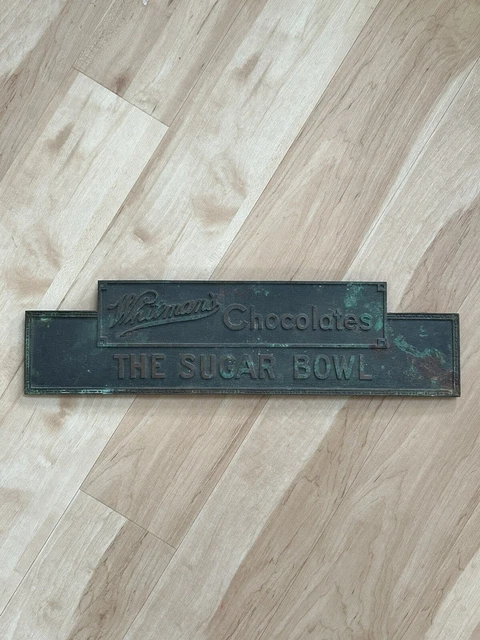 Whitman's Chocolates
THE SUGAR BOWL